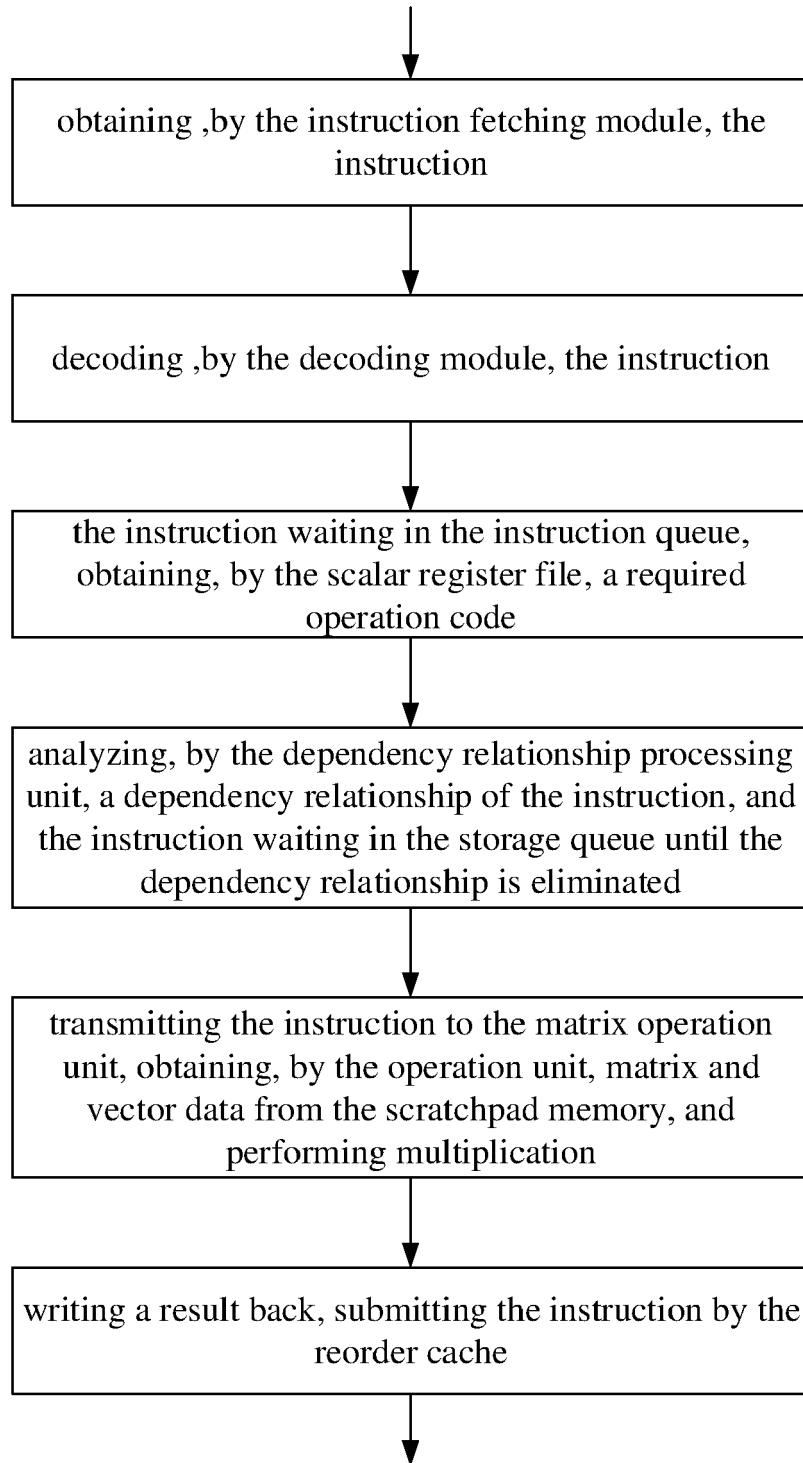 obtaining ,by the instruction fetching module, the
instruction
decoding ,by the decoding module, the instruction
the instruction waiting in the instruction queue,
obtaining, by the scalar register file, a required
operation code
analyzing, by the dependency relationship processing
unit, a dependency relationship of the instruction, and
the instruction waiting in the storage queue until the
dependency relationship is eliminated
transmitting the instruction to the matrix operation
unit, obtaining, by the operation unit, matrix and
vector data from the scratchpad memory, and
performing multiplication
writing a result back, submitting the instruction by the
reorder cache